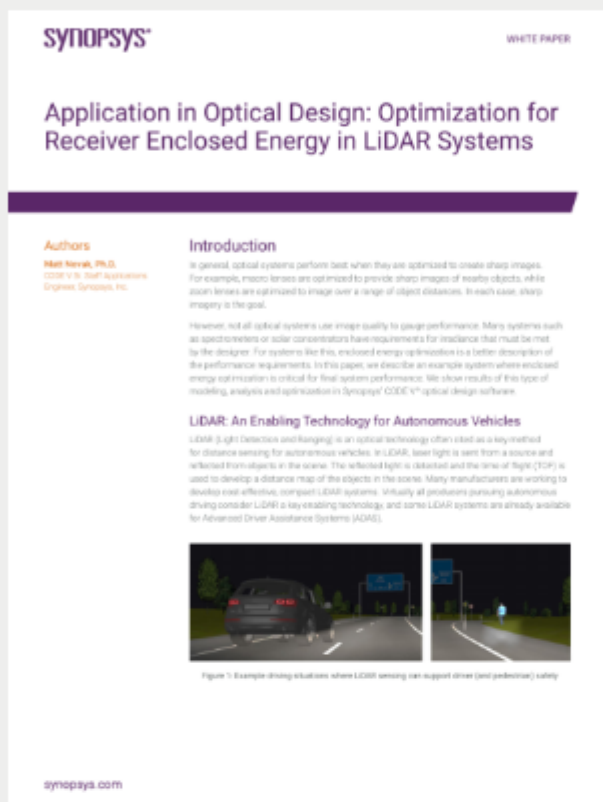 SYNOPSYS®
WHITE PAPER
Application in Optical Design: Optimization for
Receiver Enclosed Energy in LiDAR Systems
Authors
Matt Novak, Ph.D.
CODE V Sr. Staff Applications
Engineer, Synopsys, Inc.
Introduction
In general, optical systems perform best when they are optimized to create sharp images.
For example, macro lenses are optimized to provide sharp images of nearby objects, while
zoom lenses are optimized to image over a range of object distances. In each case, sharp
imagery is the goal.
However, not all optical systems use image quality to gauge performance. Many systems such
as spectrometers or solar concentrators have requirements for irradiance that must be met
by the designer. For systems like this, enclosed energy optimization is a better description of
the performance requirements. In this paper, we describe an example system where enclosed
energy optimization is critical for final system performance. We show results of this type of
modeling, analysis and optimization in Synopsys' CODE V® optical design software.
LiDAR: An Enabling Technology for Autonomous Vehicles
LiDAR (Light Detection and Ranging) is an optical technology often cited as a key method
for distance sensing for autonomous vehicles. In LiDAR, laser light is sent from a source and
reflected from objects in the scene. The reflected light is detected and the time of flight (TOF) is
used to develop a distance map of the objects in the scene. Many manufacturers are working to
develop cost-effective, compact LiDAR systems. Virtually all producers pursuing autonomous
driving consider LiDAR a key enabling technology, and some LiDAR systems are already available
for Advanced Driver Assistance Systems (ADAS).
Figure 1: Example driving situations where LiDAR sensing can support driver (and pedestrian) safety
synopsys.com